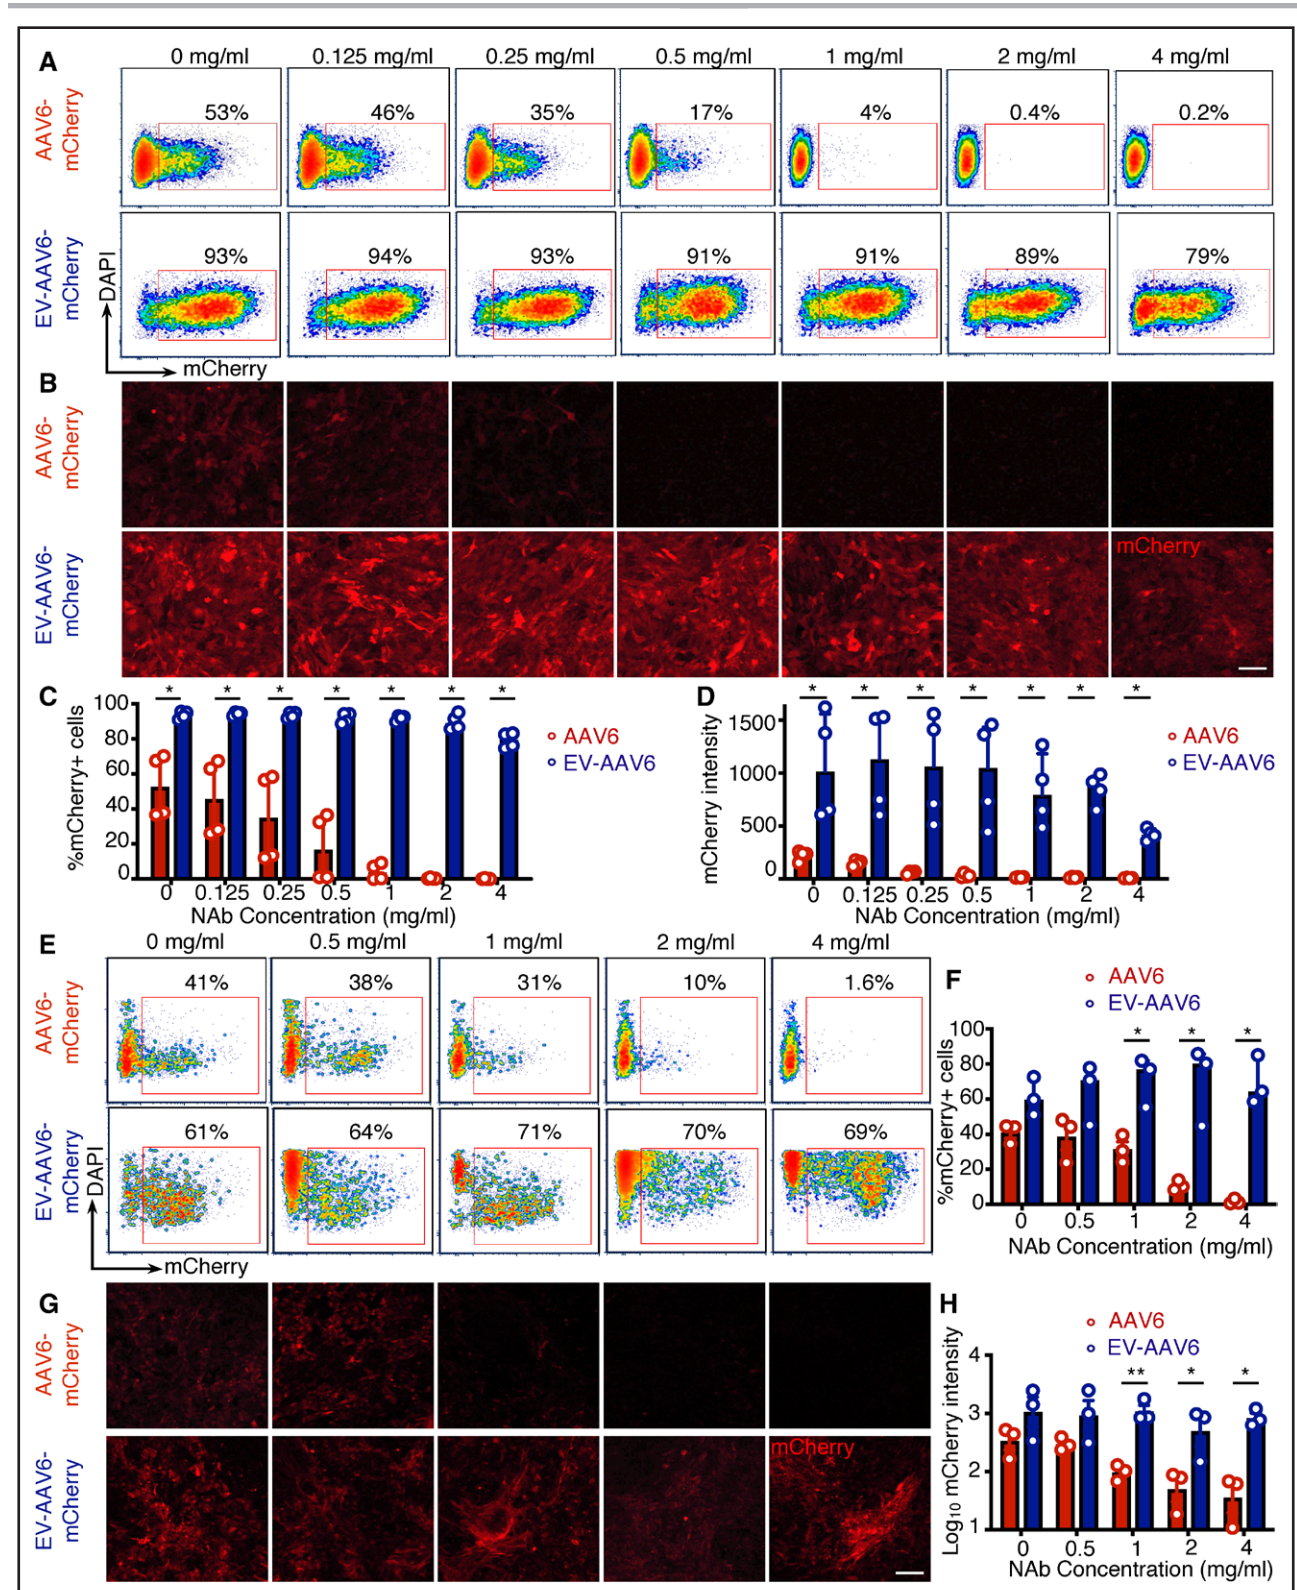 A
0 mg/ml 0.125 mg/ml 0.25 mg/ml 0.5 mg/ml 1 mg/ml 2 mg/ml 4 mg/ml
AAV6-
mCherry
53% 46% 35% 17% 4% 0.4% 0.2%
EV-AAV6-
mCherry
93% 94% 93% 91% 91% 89% 79%
DAPI
mCherry
B
AAV6-
mCherry
EV-AAV6-
mCherry
mCherry
C
%mCherry+ cells
100
80
60
40
20
0
* * * * * * *
AAV6
EV-AAV6
0 0.125 0.25 0.5 1 2 4
NAb Concentration (mg/ml)
D
mCherry intensity
1500
1000
500
0
* * * * * * *
AAV6
EV-AAV6
0 0.125 0.25 0.5 1 2 4
NAb Concentration (mg/ml)
E
0 mg/ml 0.5 mg/ml 1 mg/ml 2 mg/ml 4 mg/ml
AAV6-
mCherry
41% 38% 31% 10% 1.6%
EV-AAV6-
mCherry
61% 64% 71% 70% 69%
DAPI
mCherry
F
AAV6
EV-AAV6
%mCherry+ cells
100
80
60
40
20
0
* * *
0 0.5 1 2 4
NAb Concentration (mg/ml)
G
AAV6-
mCherry
EV-AAV6-
mCherry
mCherry
H
AAV6
EV-AAV6
Log₁₀ mCherry intensity
4
3
2
1
** * *
0 0.5 1 2 4
NAb Concentration (mg/ml)